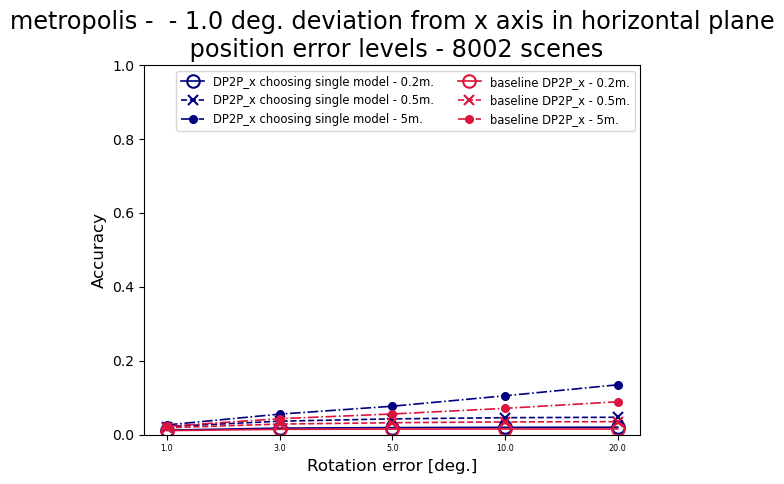 metropolis -  - 1.0 deg. deviation from x axis in horizontal plane
position error levels - 8002 scenes
DP2P_x choosing single model - 0.2m.
DP2P_x choosing single model - 0.5m.
DP2P_x choosing single model - 5m.
baseline DP2P_x - 0.2m.
baseline DP2P_x - 0.5m.
baseline DP2P_x - 5m.
Accuracy
1.0
0.8
0.6
0.4
0.2
0.0
1.0 3.0 5.0 10.0 20.0
Rotation error [deg.]